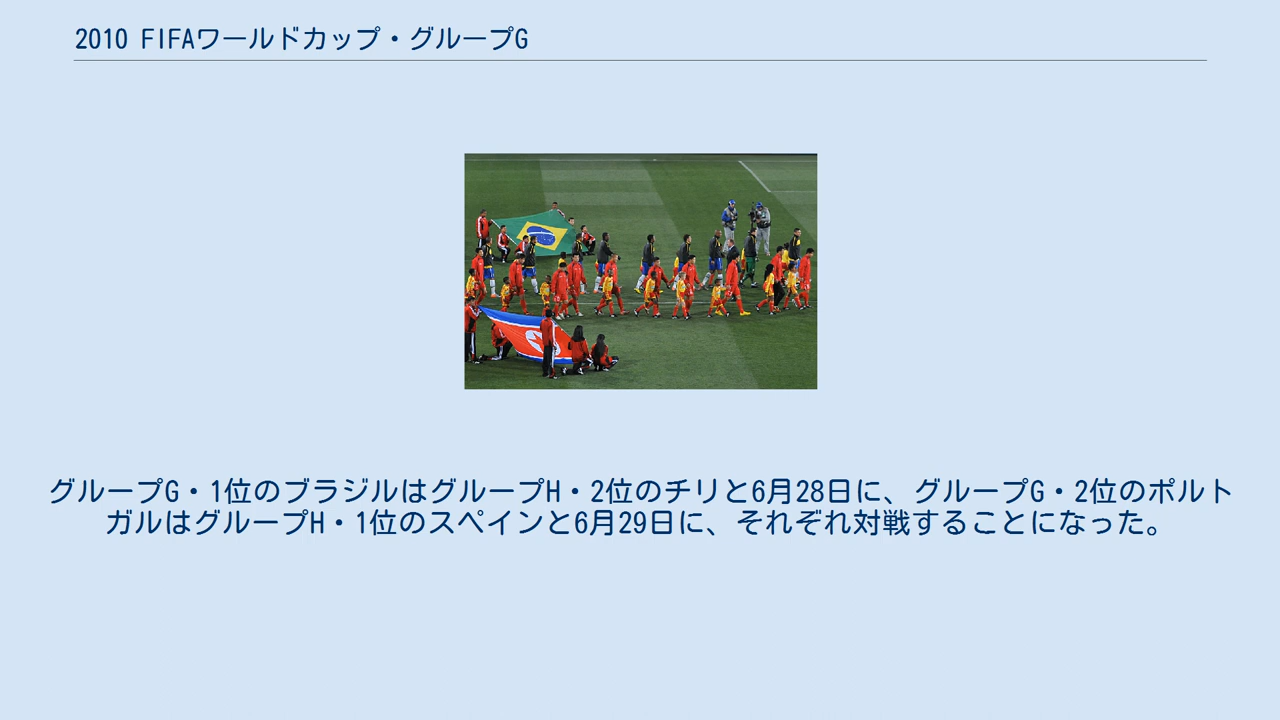 2010 FIFAワールドカップ・グループG
グループG・1位のブラジルはグループH・2位のチリと6月28日に、グループG・2位のポルト
ガルはグループH・1位のスペインと6月29日に、それぞれ対戦することになった。